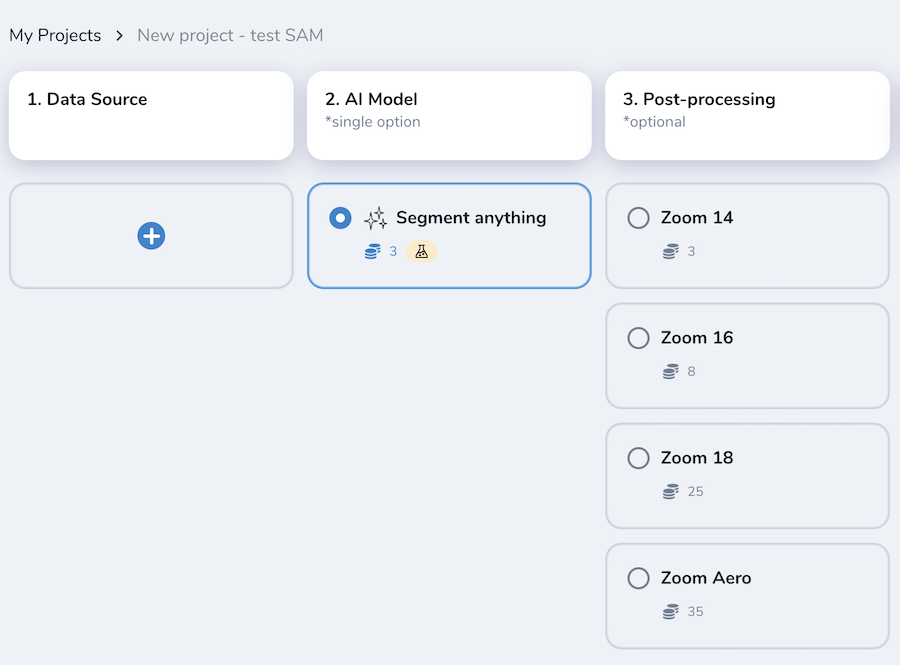 My Projects > New project - test SAM
1. Data Source
2. AI Model
*single option
3. Post-processing
*optional
Segment anything
3
Zoom 14
3
Zoom 16
8
Zoom 18
25
Zoom Aero
35